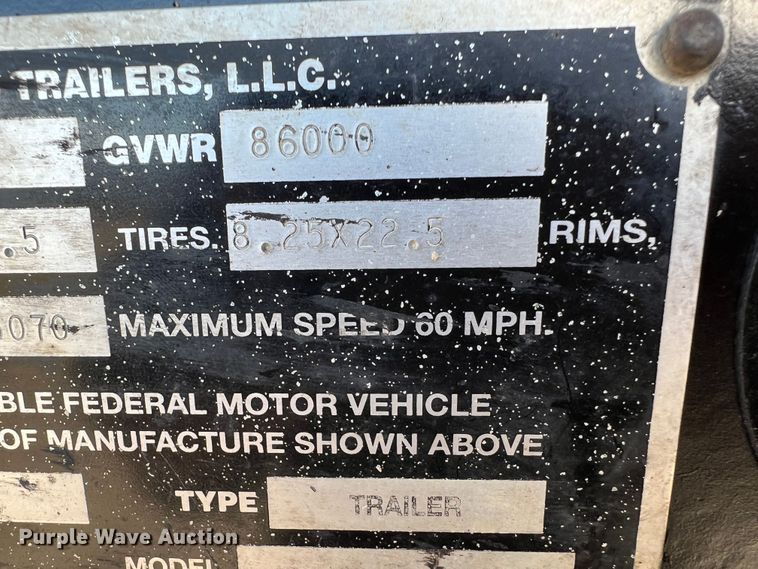 TRAILERS, L.L.C.
GVWR 86000
.5 TIRES. 8.25X22.5 RIMS,
070 MAXIMUM SPEED 60 MPH.
BLE FEDERAL MOTOR VEHICLE
OF MANUFACTURE SHOWN ABOVE
TYPE TRAILER
Purple Wave Auction
MODEL